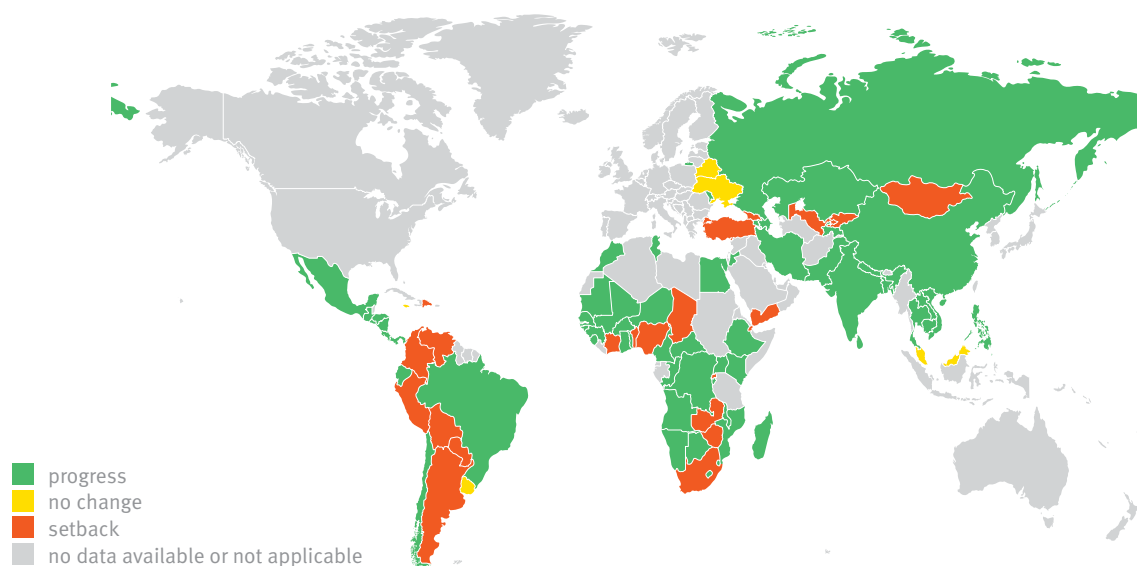 progress
no change
setback
no data available or not applicable